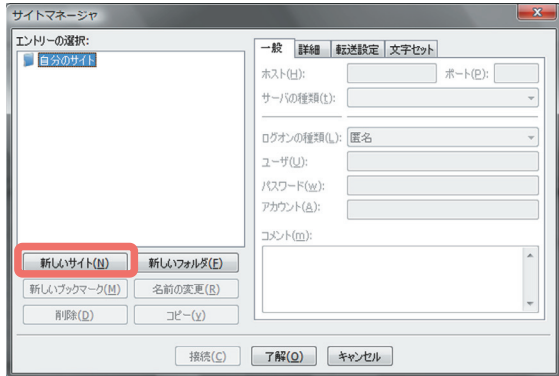 サイトマネージャ
エントリーの選択:
自分のサイト
新しいサイト(N)
新しいフォルダ(F)
新しいブックマーク(M)
名前の変更(R)
削除(D)
コピー(y)
一般
詳細
転送設定
文字セット
ホスト(H):
ポート(P):
サーバの種類(t):
ログオンの種類(L):
匿名
ユーザ(U):
パスワード(w):
アカウント(A):
コメント(m):
接続(C)
了解(O)
キャンセル